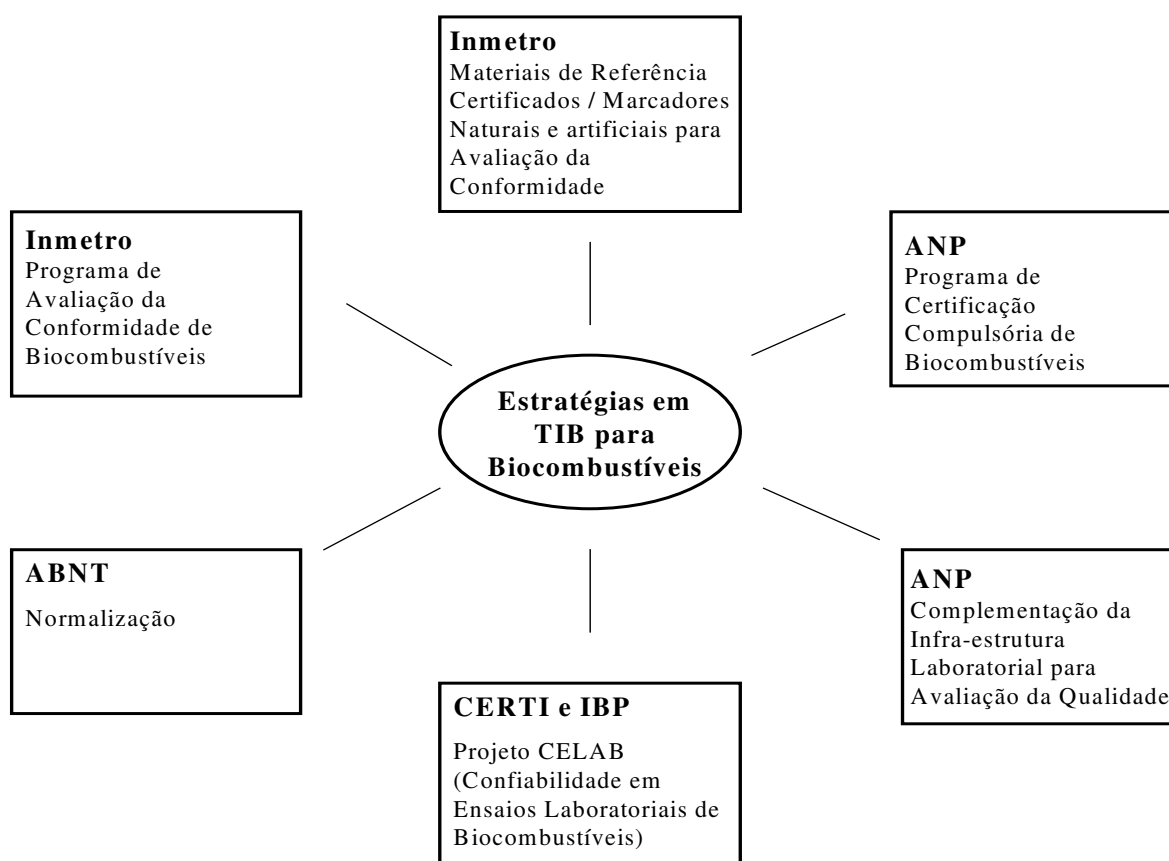 Inmetro
Materiais de Referência
Certificados / Marcadores
Naturais e artificiais para
Avaliação da
Conformidade
Inmetro
Programa de
Avaliação da
Conformidade de
Biocombustíveis
ANP
Programa de
Certificação
Compulsória de
Biocombustíveis
Estratégias em
TIB para
Biocombustíveis
ABNT
Normalização
ANP
Complementação da
Infra-estrutura
Laboratorial para
Avaliação da Qualidade
CERTI e IBP
Projeto CELAB
(Confiabilidade em
Ensaios Laboratoriais de
Biocombustíveis)